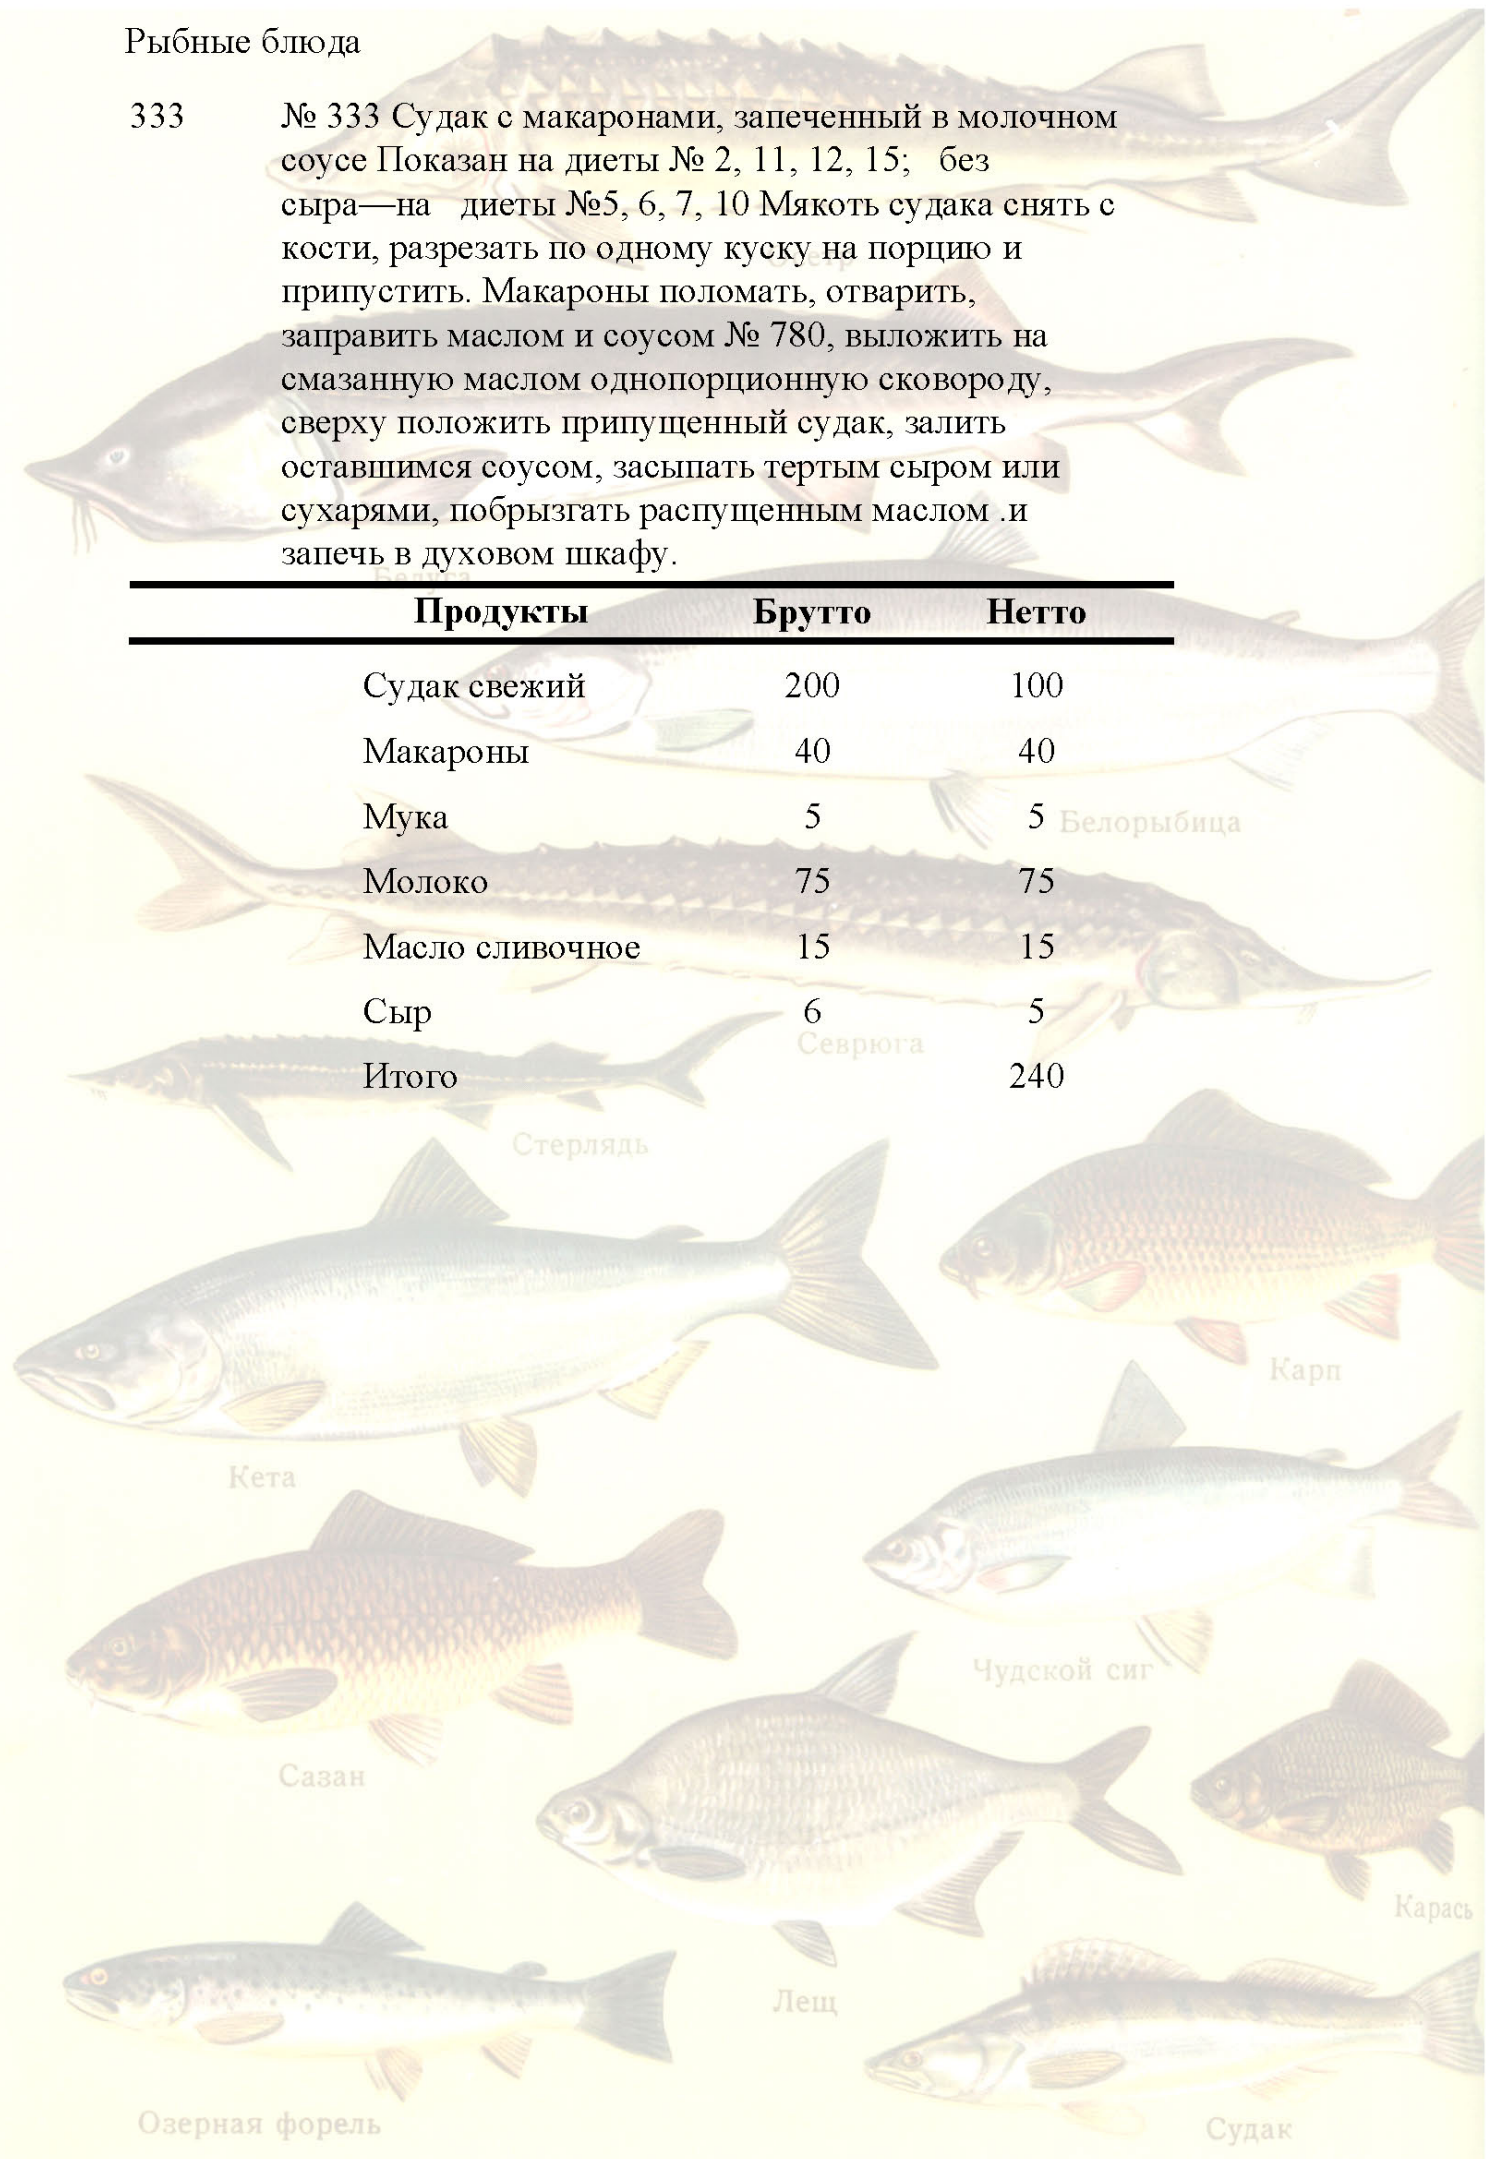 Рыбные блюда
333 № 333 Судак с макаронами, запеченный в молочном
соусе Показан на диеты № 2, 11, 12, 15; без
сыра—на диеты №5, 6, 7, 10 Мякоть судака снять с
кости, разрезать по одному куску на порцию и
припустить. Макароны поломать, отварить,
заправить маслом и соусом № 780, выложить на
смазанную маслом однопорционную сковороду,
сверху положить припущенный судак, залить
оставшимся соусом, засыпать тертым сыром или
сухарями, побрызгать распущенным маслом .и
запечь в духовом шкафу.
Белуга
Продукты Брутто Нетто
Судак свежий 200 100
Макароны 40 40
Мука 5 5
Белорыбица
Молоко 75 75
Масло сливочное 15 15
Сыр 6 5
Севрюга
Итого 240
Стерлядь
Карп
Кета
Чудской сиг
Сазан
Карась
Лещ
Озерная форель
Судак